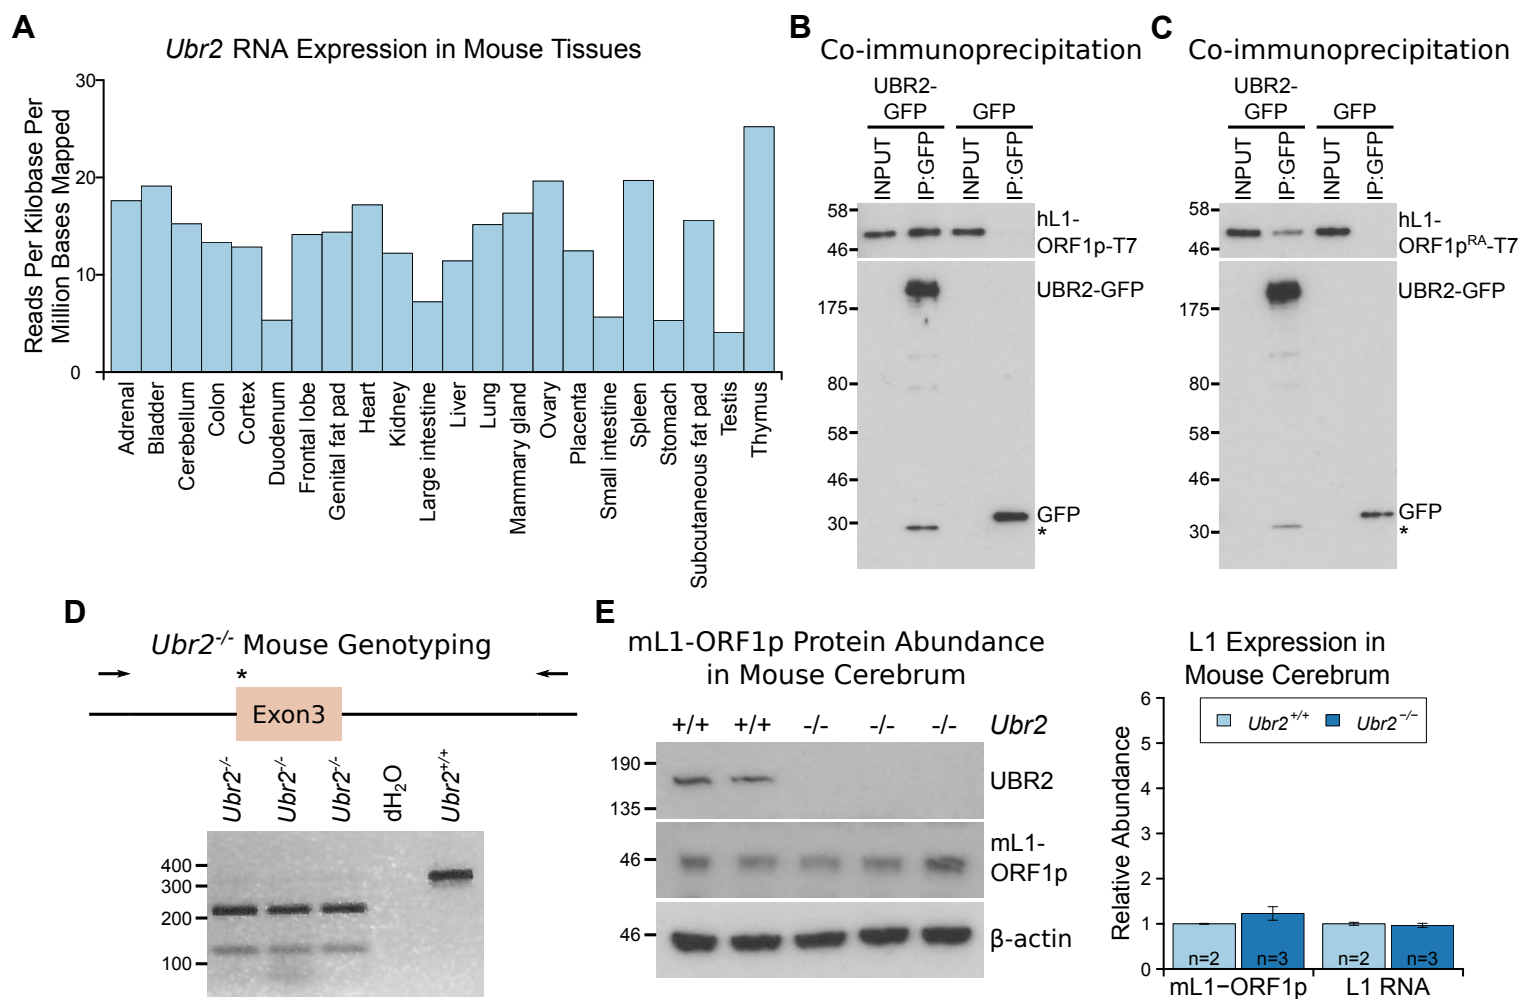 A
Ubr2 RNA Expression in Mouse Tissues
Reads Per Kilobase Per
Million Bases Mapped
30
20
10
0
Adrenal
Bladder
Cerebellum
Colon
Cortex
Duodenum
Frontal lobe
Genital fat pad
Heart
Kidney
Large intestine
Liver
Lung
Mammary gland
Ovary
Placenta
Small intestine
Spleen
Stomach
Subcutaneous fat pad
Testis
Thymus
B
Co-immunoprecipitation
UBR2-
GFP
GFP
INPUT
IP:GFP
INPUT
IP:GFP
58
46
hL1-
ORF1p-T7
175
UBR2-GFP
80
58
46
30
GFP
*
C
Co-immunoprecipitation
UBR2-
GFP
GFP
INPUT
IP:GFP
INPUT
IP:GFP
58
46
hL1-
ORF1pRA-T7
175
UBR2-GFP
80
58
46
30
GFP
*
D
Ubr2-/- Mouse Genotyping
*
Exon3
Ubr2-/-
Ubr2-/-
Ubr2-/-
dH2O
Ubr2+/+
400
300
200
100
E
mL1-ORF1p Protein Abundance
in Mouse Cerebrum
+/+ +/+ -/- -/- -/- Ubr2
190
135
UBR2
46
mL1-
ORF1p
46
β-actin
L1 Expression in
Mouse Cerebrum
Relative Abundance
6
5
4
3
2
1
0
Ubr2+/+ Ubr2−/−
n=2 n=3 n=2 n=3
mL1−ORF1p L1 RNA